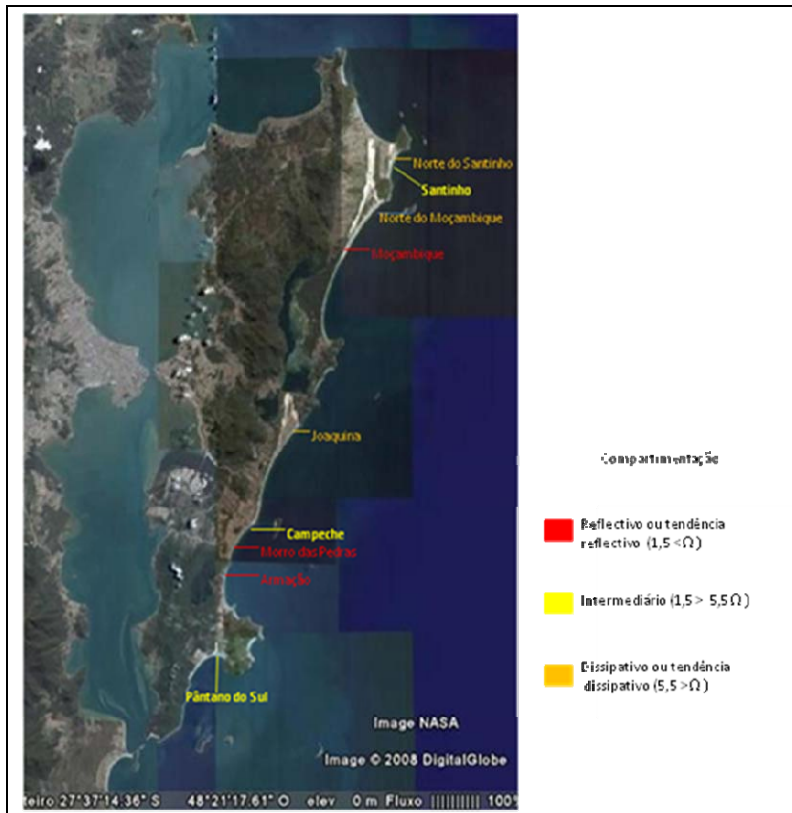 Norte do Santinho
Santinho
Norte do Moçambique
Moçambique
Joaquina
Campeche
Morro das Pedras
Armação
Pântano do Sul
Image NASA
Image © 2008 DigitalGlobe
teiro 27°37'14.36" S 48°21'17.61" O elev 0 m Fluxo |||||||||| 100%
Compartimentação
Reflectivo ou tendência
reflectivo (1,5 <Ω)
Intermediário (1,5 > 5,5Ω)
Dissipativo ou tendência
dissipativo (5,5 >Ω)